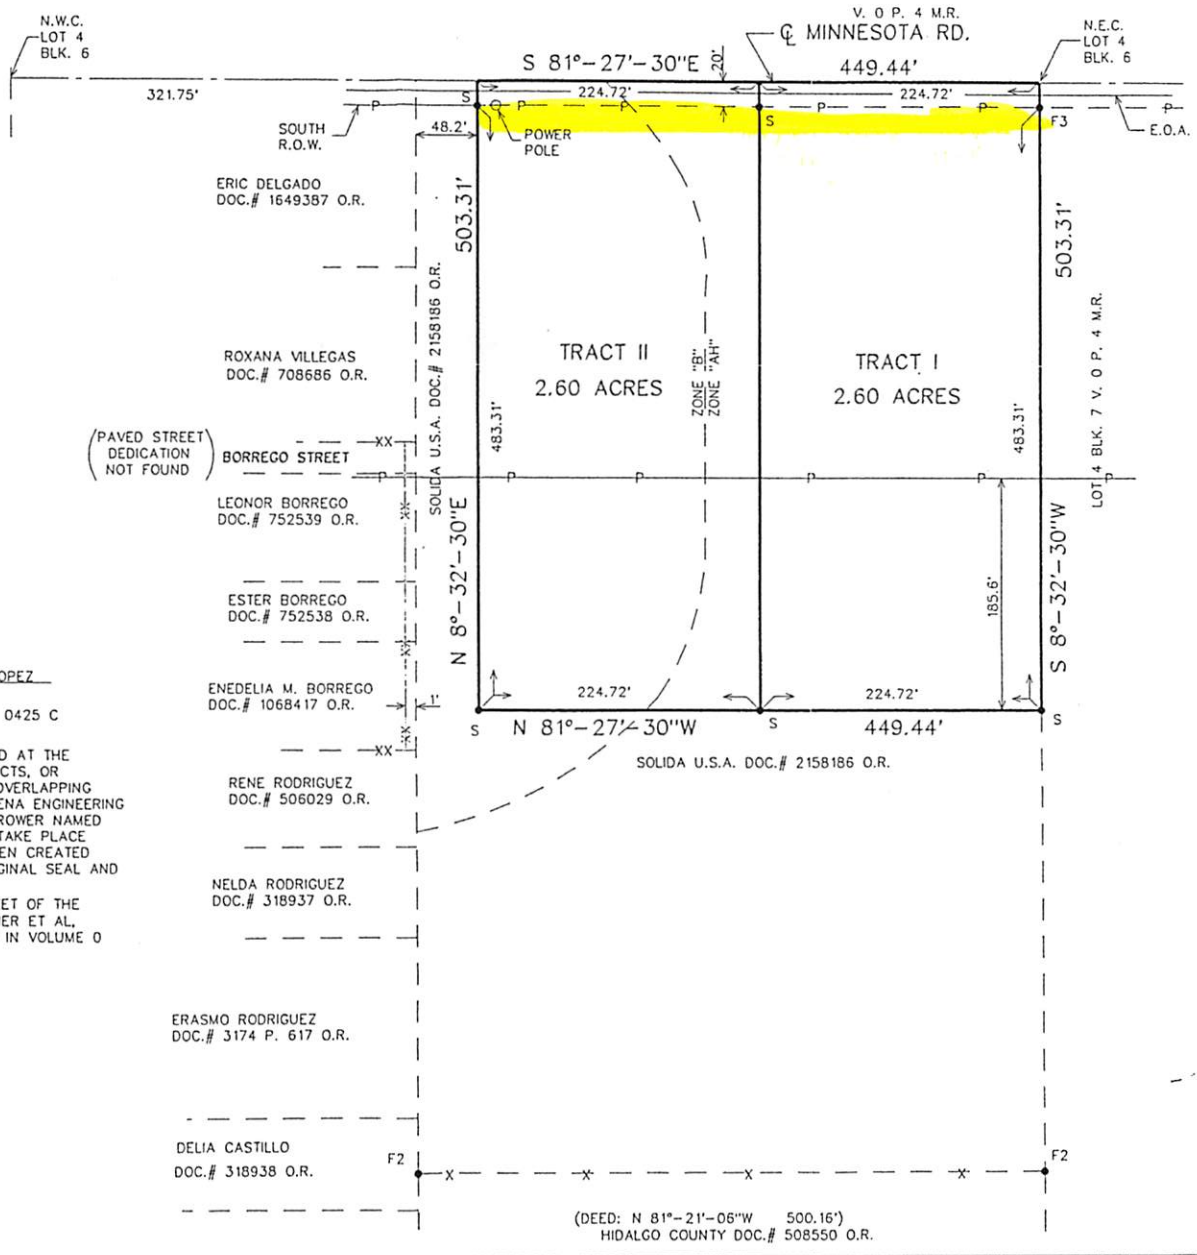 N.W.C.
LOT 4
BLK. 6
V. O P. 4 M.R.
℄ MINNESOTA RD.
N.E.C.
LOT 4
BLK. 6
S 81°-27'-30"E
20'
449.44'
321.75'
224.72'
224.72'
S
P
P
P
P
P
P
SOUTH
R.O.W.
48.2'
POWER
POLE
S
F3
E.O.A.
ERIC DELGADO
DOC.# 1649387 O.R.
503.31'
503.31'
SOLIDA U.S.A. DOC.# 2158186 O.R.
ROXANA VILLEGAS
DOC.# 708686 O.R.
TRACT II
2.60 ACRES
ZONE "B"
ZONE "AH"
TRACT I
2.60 ACRES
LOT 4 BLK. 7 V. O P. 4 M.R.
483.31'
483.31'
(PAVED STREET
DEDICATION
NOT FOUND)
BORREGO STREET
XX
P
P
P
P
P
P
LEONOR BORREGO
DOC.# 752539 O.R.
XX
N 8°-32'-30"E
S 8°-32'-30"W
185.6'
ESTER BORREGO
DOC.# 752538 O.R.
XX
OPEZ
0425 C
ENEDELIA M. BORREGO
DOC.# 1068417 O.R.
1'
XX
XX
224.72'
224.72'
S
N 81°-27'-30"W
S
449.44'
S
SOLIDA U.S.A. DOC.# 2158186 O.R.
D AT THE
CTS, OR
OVERLAPPING
ENA ENGINEERING
ROWER NAMED
TAKE PLACE
EN CREATED
GINAL SEAL AND
ET OF THE
ER ET AL,
IN VOLUME O
RENE RODRIGUEZ
DOC.# 506029 O.R.
NELDA RODRIGUEZ
DOC.# 318937 O.R.
ERASMO RODRIGUEZ
DOC.# 3174 P. 617 O.R.
DELIA CASTILLO
DOC.# 318938 O.R.
F2
X
X
X
X
F2
(DEED: N 81°-21'-06"W 500.16')
HIDALGO COUNTY DOC.# 508550 O.R.